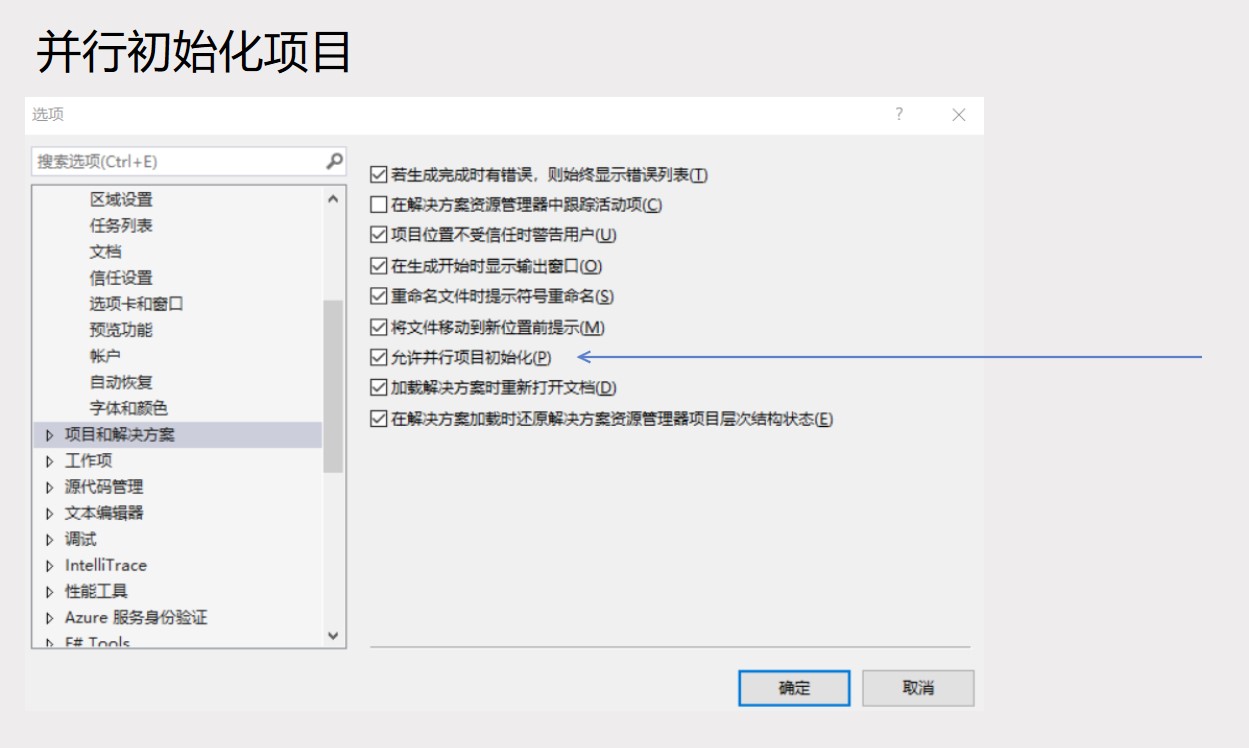 并行初始化项目
选项
?
搜索选项(Ctrl+E)
区域设置
任务列表
文档
信任设置
选项卡和窗口
预览功能
帐户
自动恢复
字体和颜色
项目和解决方案
工作项
源代码管理
文本编辑器
调试
IntelliTrace
性能工具
Azure 服务身份验证
F# Tools
若生成完成时有错误，则始终显示错误列表(T)
在解决方案资源管理器中跟踪活动项(C)
项目位置不受信任时警告用户(U)
在生成开始时显示输出窗口(O)
重命名文件时提示符号重命名(S)
将文件移动到新位置前提示(M)
允许并行项目初始化(P)
加载解决方案时重新打开文档(D)
在解决方案加载时还原解决方案资源管理器项目层次结构状态(E)
确定
取消